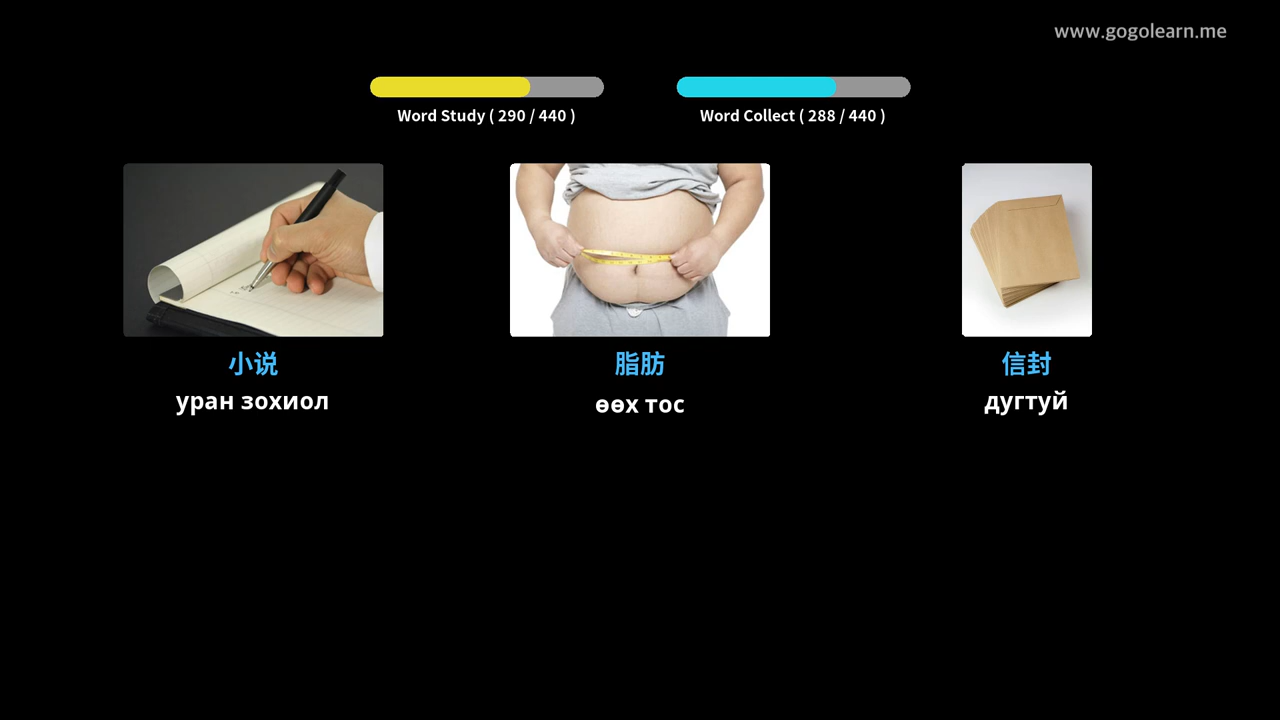 www.gogolearn.me
Word Study ( 290 / 440 )
Word Collect ( 288 / 440 )
小说
уран зохиол
脂肪
өөх тос
信封
дугтуй